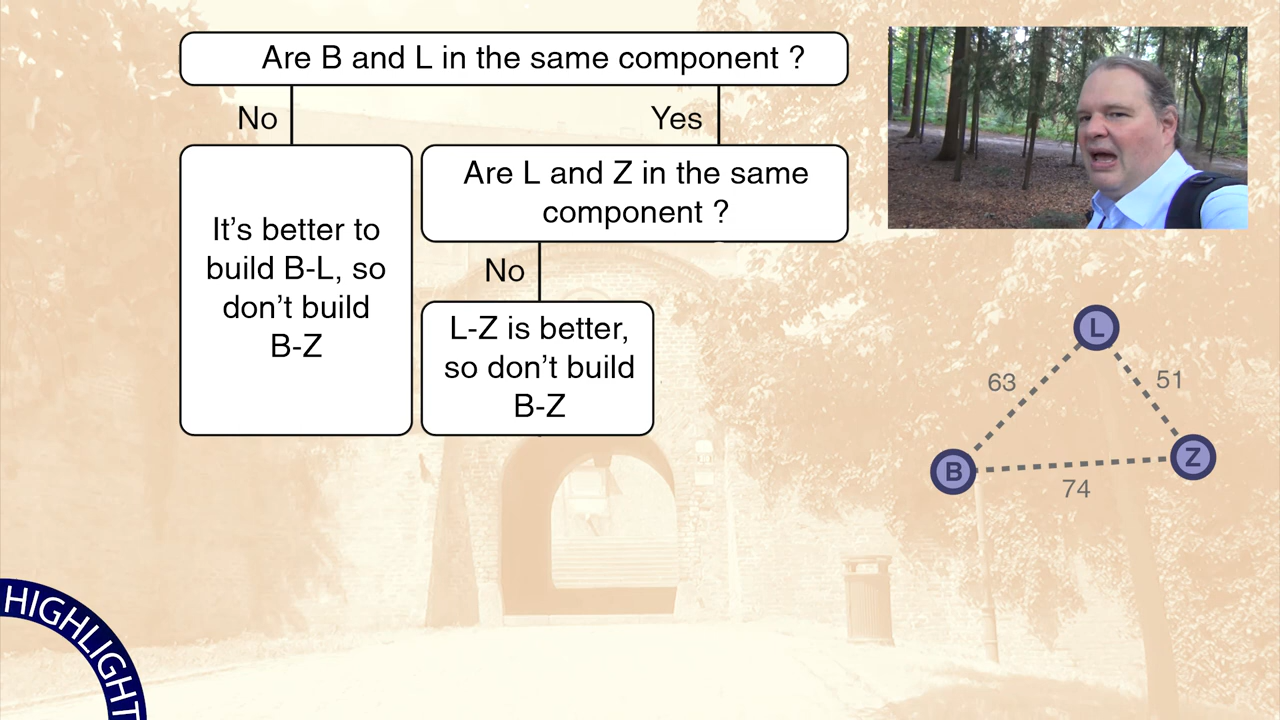 Are B and L in the same component ?
No
Yes
It’s better to
build B-L, so
don’t build
B-Z
Are L and Z in the same
component ?
No
L-Z is better,
so don’t build
B-Z
L
63
51
B
Z
74
HIGHLIGHT